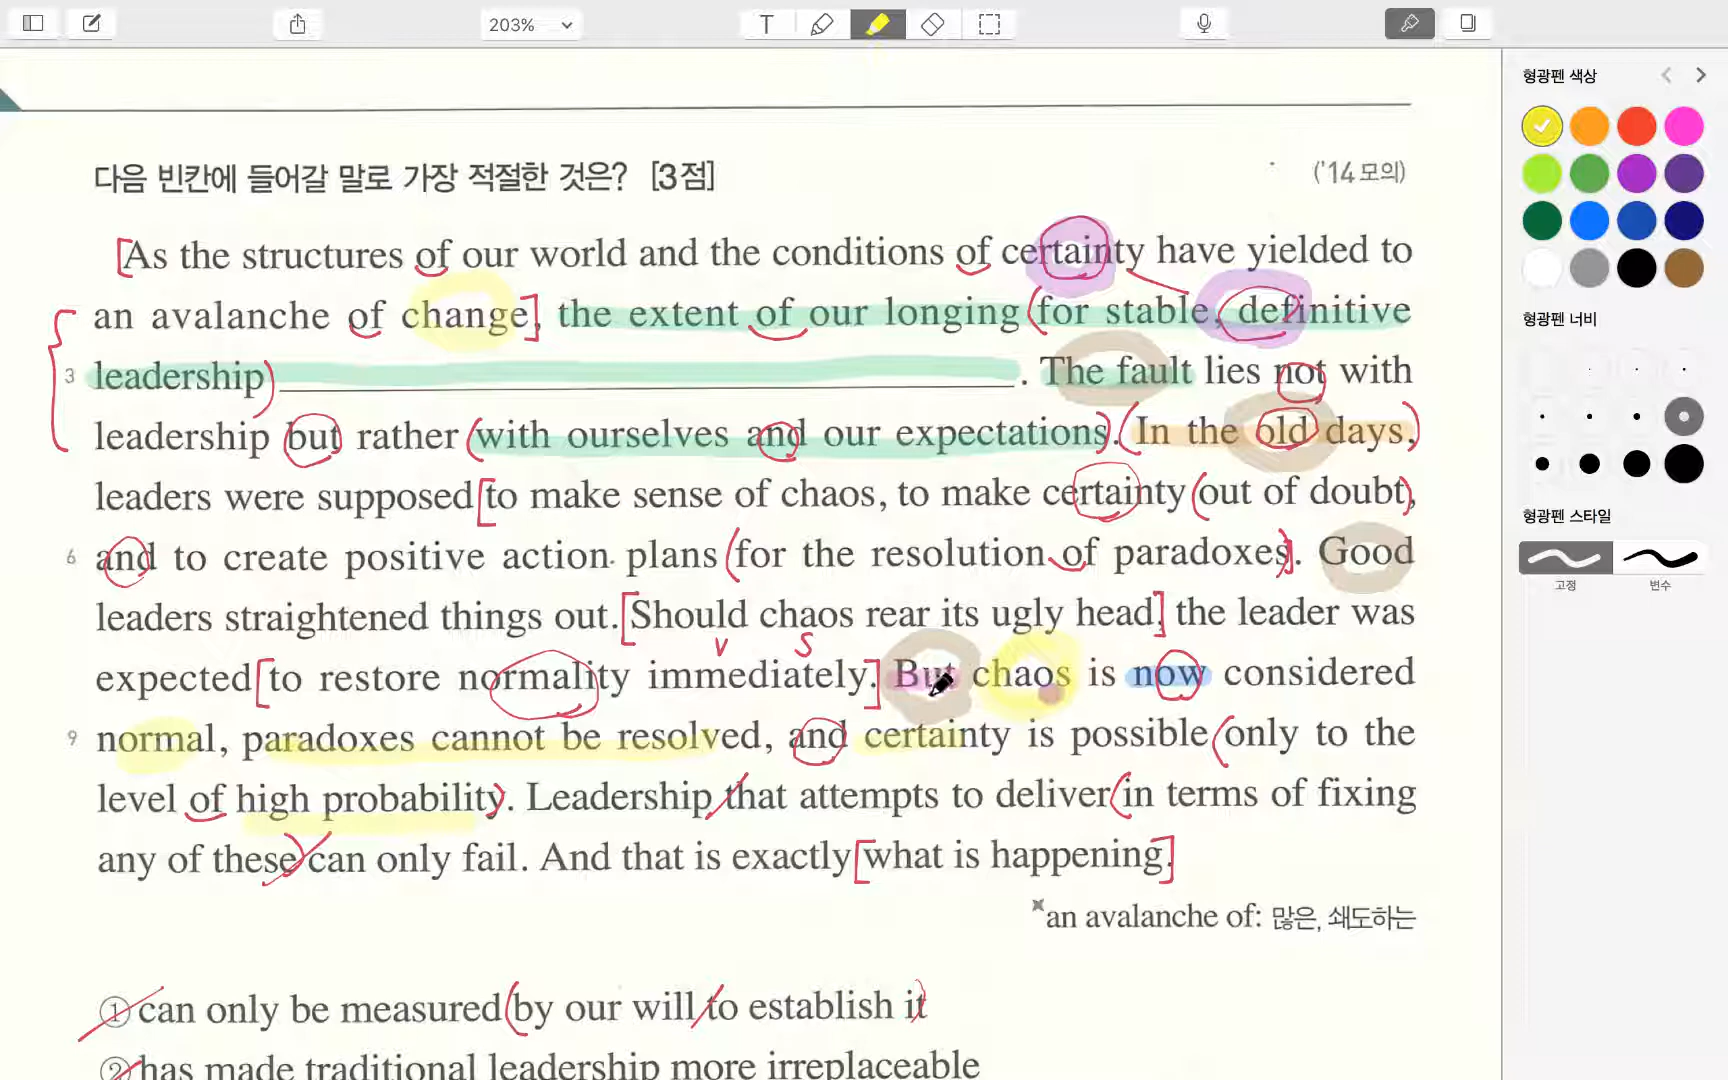 203%
T
형광펜 색상
다음 빈칸에 들어갈 말로 가장 적절한 것은? [3점]
('14 모의)
As the structures of our world and the conditions of certainty have yielded to
an avalanche of change, the extent of our longing for stable, definitive
형광펜 너비
3 leadership ____________________. The fault lies not with
leadership but rather with ourselves and our expectations. In the old days,
leaders were supposed to make sense of chaos, to make certainty out of doubt,
형광펜 스타일
6 and to create positive action plans for the resolution of paradoxes. Good
고정 변수
leaders straightened things out. Should chaos rear its ugly head, the leader was
V S
expected to restore normality immediately. But chaos is now considered
9 normal, paradoxes cannot be resolved, and certainty is possible only to the
level of high probability. Leadership that attempts to deliver in terms of fixing
any of these can only fail. And that is exactly what is happening.
*an avalanche of: 많은, 쇄도하는
① can only be measured by our will to establish it
② has made traditional leadership more irreplaceable